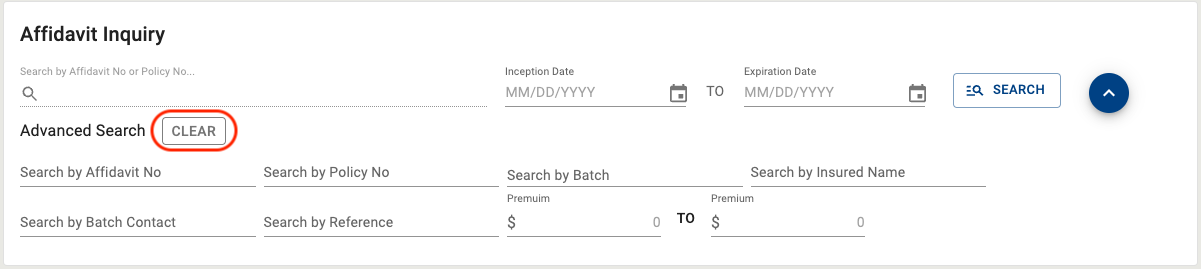 Affidavit Inquiry
Search by Affidavit No or Policy No...
Inception Date
Expiration Date
MM/DD/YYYY
TO
MM/DD/YYYY
SEARCH
Advanced Search
CLEAR
Search by Affidavit No
Search by Policy No
Search by Batch
Search by Insured Name
Search by Batch Contact
Search by Reference
Premuim
$ 0
TO
Premium
$ 0